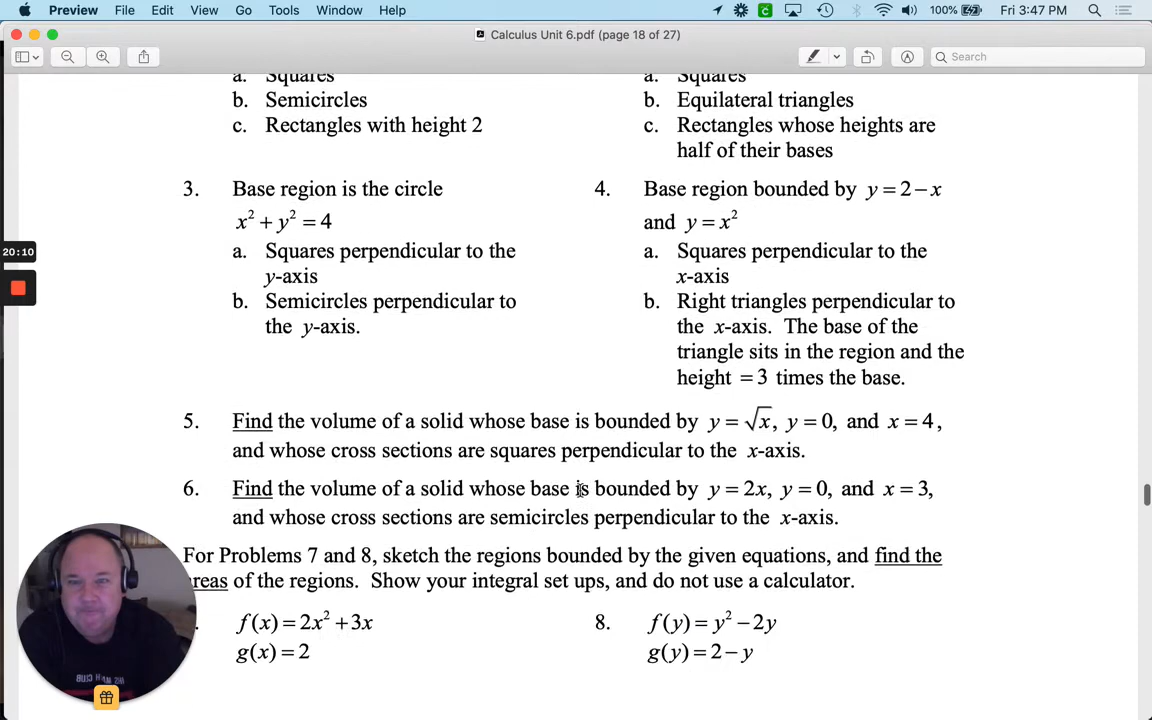 Preview File Edit View Go Tools Window Help 100% Fri 3:47 PM
Calculus Unit 6.pdf (page 18 of 27)
Search
a. Squares
b. Semicircles
c. Rectangles with height 2
a. Squares
b. Equilateral triangles
c. Rectangles whose heights are
half of their bases
3. Base region is the circle
x² + y² = 4
a. Squares perpendicular to the
y-axis
b. Semicircles perpendicular to
the y-axis.
4. Base region bounded by y = 2 − x
and y = x²
a. Squares perpendicular to the
x-axis
b. Right triangles perpendicular to
the x-axis. The base of the
triangle sits in the region and the
height = 3 times the base.
20:10
5. Find the volume of a solid whose base is bounded by y = √x, y = 0, and x = 4,
and whose cross sections are squares perpendicular to the x-axis.
6. Find the volume of a solid whose base is bounded by y = 2x, y = 0, and x = 3,
and whose cross sections are semicircles perpendicular to the x-axis.
For Problems 7 and 8, sketch the regions bounded by the given equations, and find the
areas of the regions. Show your integral set ups, and do not use a calculator.
f(x) = 2x² + 3x
g(x) = 2
8. f(y) = y² − 2y
g(y) = 2 − y